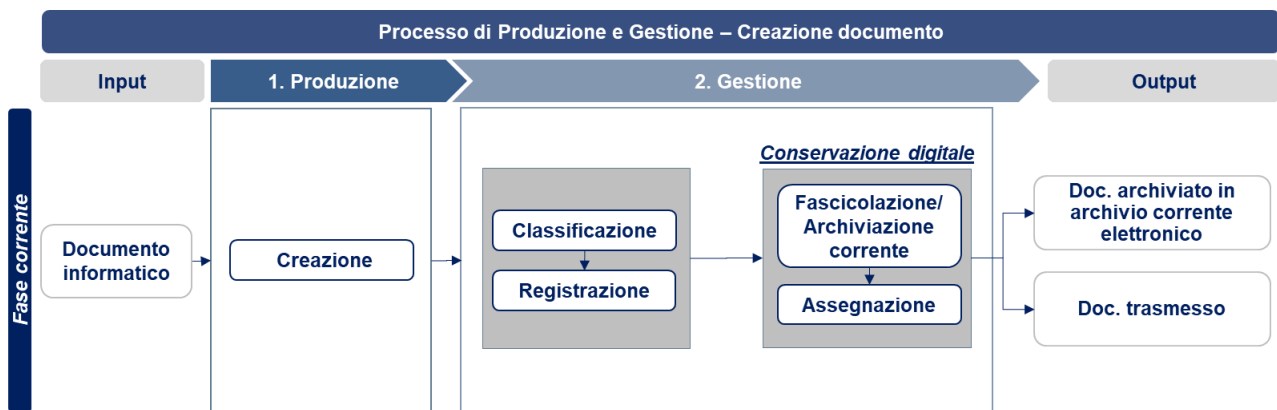 Processo di Produzione e Gestione – Creazione documento
Input
1. Produzione
2. Gestione
Output
Fase corrente
Documento
informatico
Creazione
Classificazione
Registrazione
Conservazione digitale
Fascicolazione/
Archiviazione
corrente
Assegnazione
Doc. archiviato in
archivio corrente
elettronico
Doc. trasmesso